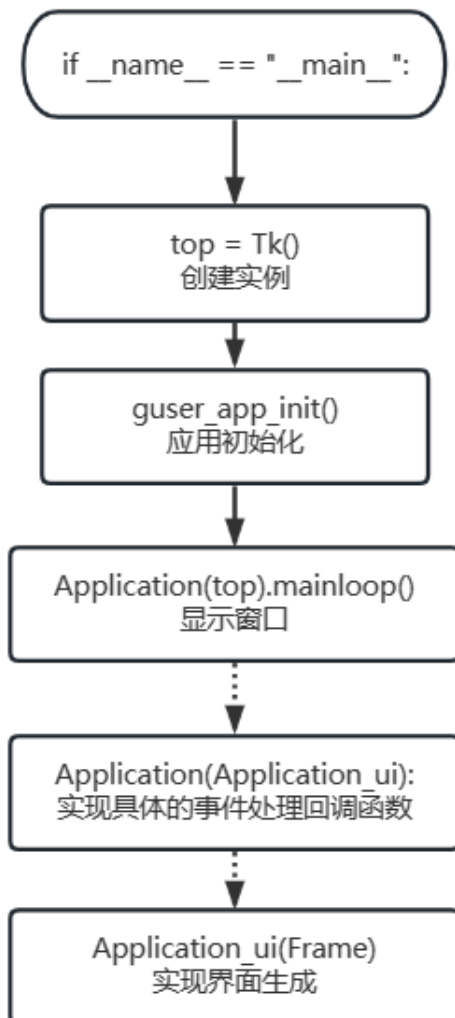 if __name__ == "__main__":
top = Tk()
创建实例
guser_app_init()
应用初始化
Application(top).mainloop()
显示窗口
Application(Application_ui):
实现具体的事件处理回调函数
Application_ui(Frame)
实现界面生成